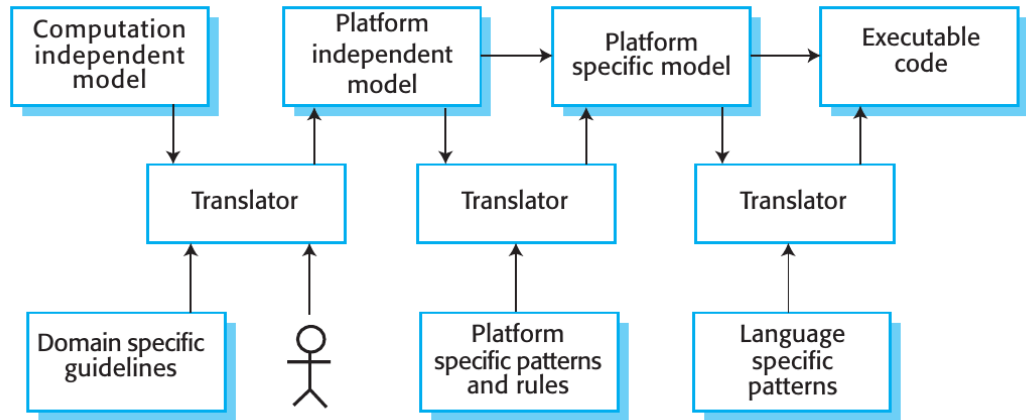 Computation
independent
model
Platform
independent
model
Platform
specific model
Executable
code
Translator
Translator
Translator
Domain specific
guidelines
Platform
specific patterns
and rules
Language
specific
patterns